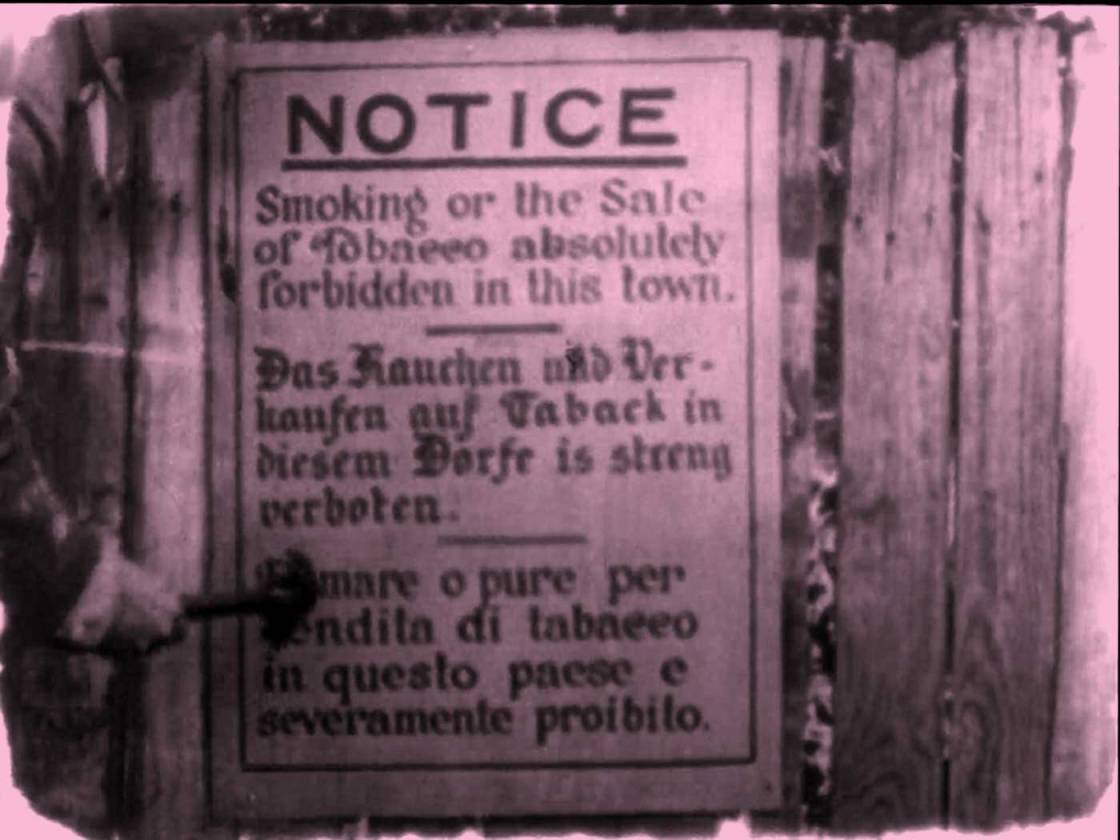 NOTICE
Smoking or the Sale
of Tobacco absolutely
forbidden in this town.
Das Rauchen und Ver-
kaufen auf Taback in
diesem Dorfe is streng
verboten.
o pure per
di tabacco
in questo paese e
severamente proibito.